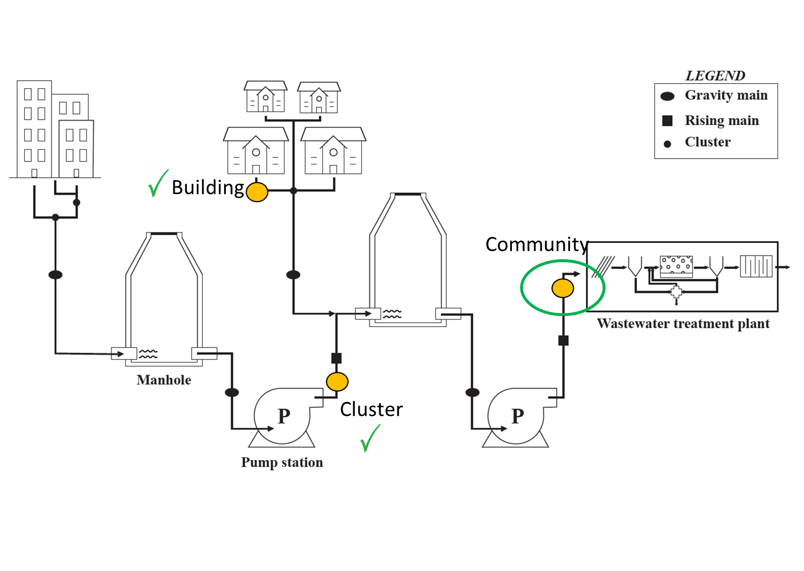 LEGEND
Gravity main
Rising main
Cluster
Building
Community
Wastewater treatment plant
Manhole
P
Cluster
P
Pump station